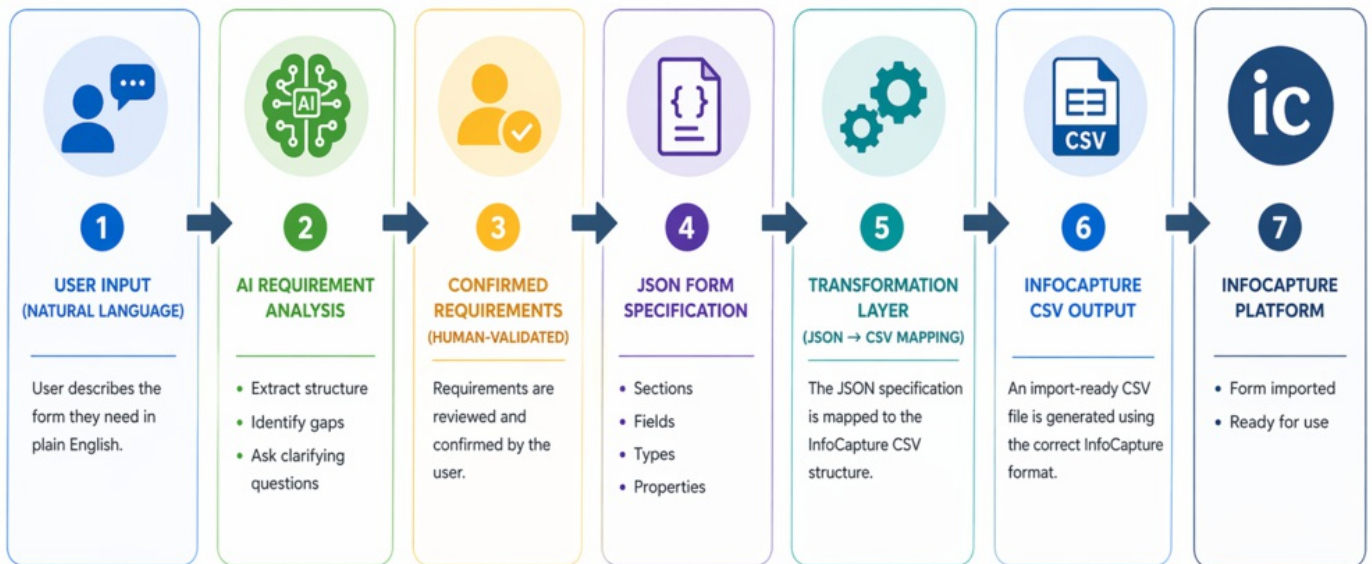 AI
{ }
CSV
ic
1
2
3
4
5
6
7
USER INPUT
(NATURAL LANGUAGE)
User describes the
form they need in
plain English.
AI REQUIREMENT
ANALYSIS
• Extract structure
• Identify gaps
• Ask clarifying
questions
CONFIRMED
REQUIREMENTS
(HUMAN-VALIDATED)
Requirements are
reviewed and
confirmed by the
user.
JSON FORM
SPECIFICATION
• Sections
• Fields
• Types
• Properties
TRANSFORMATION
LAYER
(JSON → CSV MAPPING)
The JSON specification
is mapped to the
InfoCapture CSV
structure.
INFOCAPTURE
CSV OUTPUT
An import-ready CSV
file is generated using
the correct InfoCapture
format.
INFOCAPTURE
PLATFORM
• Form imported
• Ready for use